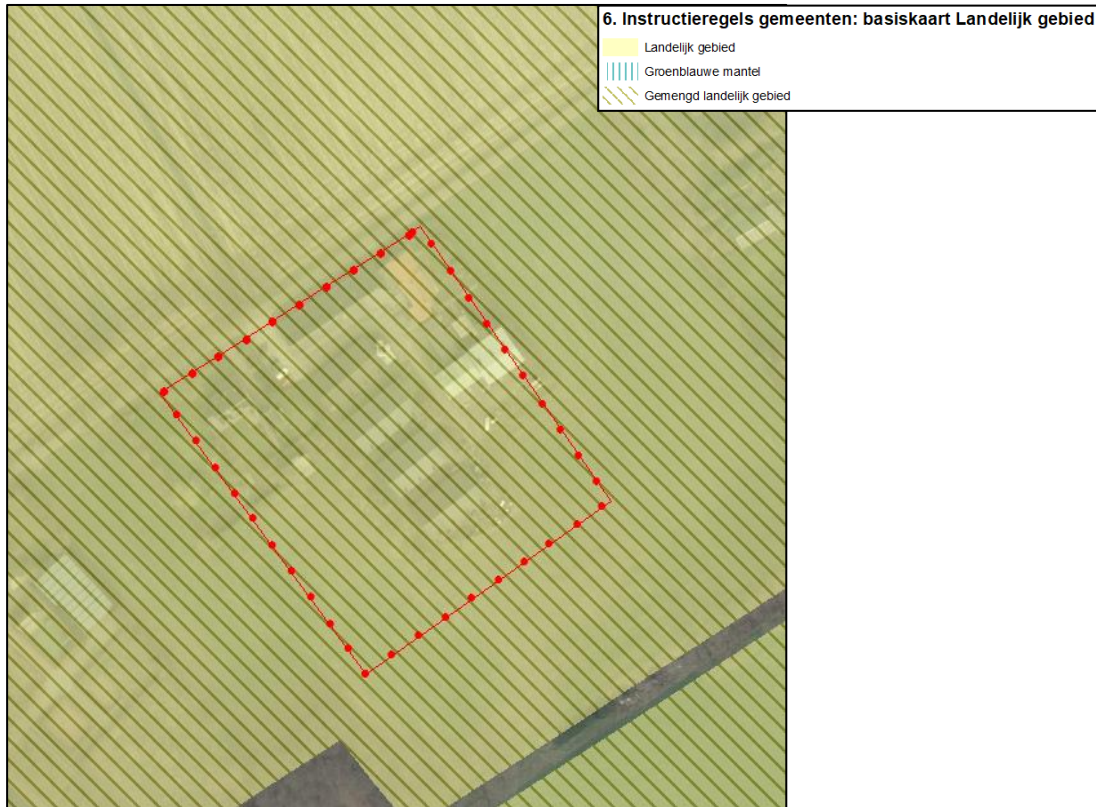 6. Instructieregels gemeenten: basiskaart Landelijk gebied
Landelijk gebied
Groenblauwe mantel
Gemengd landelijk gebied